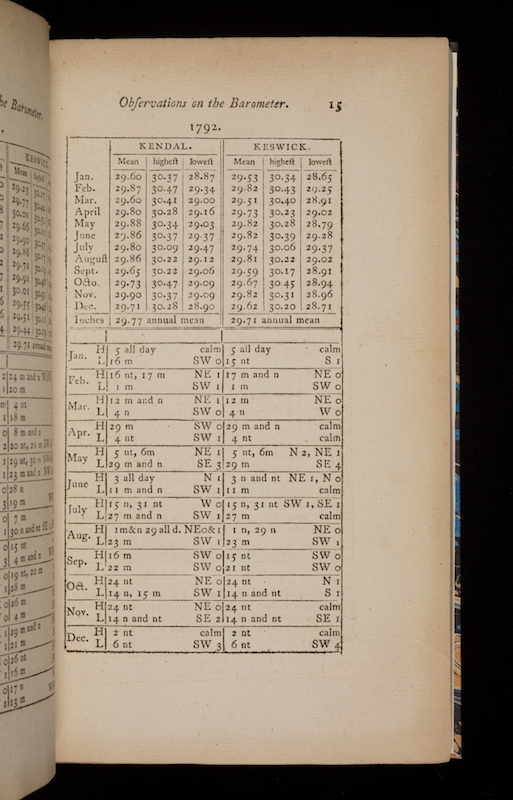 Obſervations on the Barometer. 15
1792.
KENDAL. KESWICK.
Mean higheſt loweſt Mean higheſt loweſt
Jan. 29.60 30.37 28.87 29.53 30.34 28.65
Feb. 29.87 30.47 29.34 29.82 30.43 29.25
Mar. 29.60 30.41 29.00 29.51 30.40 28.91
April 29.80 30.28 29.16 29.73 30.23 29.02
May 29.88 30.34 29.03 29.82 30.28 28.79
June 29.86 30.37 29.37 29.82 30.39 29.28
July 29.80 30.09 29.47 29.74 30.06 29.37
Auguſt 29.86 30.22 29.12 29.81 30.22 29.02
Sept. 29.65 30.22 29.06 29.59 30.17 28.91
Octo. 29.73 30.47 29.09 29.67 30.45 28.94
Nov. 29.90 30.37 29.09 29.82 30.31 28.96
Dec. 29.71 30.28 28.90 29.62 30.20 28.71
Inches 29.77 annual mean 29.71 annual mean
Jan. H 5 all day calm 5 all day calm
L 16 m SW 0 15 nt S 1
Feb. H 16 nt, 17 m NE 1 17 m and n NE 0
L 1 m SW 1 1 m SW 0
Mar. H 12 m and n NE 1 12 m NE 0
L 4 n SW 0 4 n W 0
Apr. H 29 m SW 0 29 m and n calm
L 4 nt SW 1 4 nt calm
May H 5 nt, 6m NE 1 5 nt, 6m N 2, NE 1
L 29 m and n SE 3 29 m SE 4
June H 3 all day N 1 3 n and nt NE 1, N 0
L 11 m and n SW 1 11 m calm
July H 15 n, 31 nt W 0 15 n, 31 nt SW 1, SE 1
L 27 m and n SW 1 27 m calm
Aug. H 1m&n 29 all d. NE0&1 1 n, 29 n NE 0
L 23 m SW 1 23 m SW 1
Sep. H 16 m SW 0 15 nt SW 0
L 22 m SW 0 21 nt SW 0
Oct. H 24 nt NE 0 24 nt N 1
L 14 n, 15 m SW 1 14 n and nt S 1
Nov. H 24 nt NE 0 24 nt calm
L 14 n and nt SE 2 14 n and nt SE 1
Dec. H 2 nt calm 2 nt calm
L 6 nt SW 3 6 nt SW 4